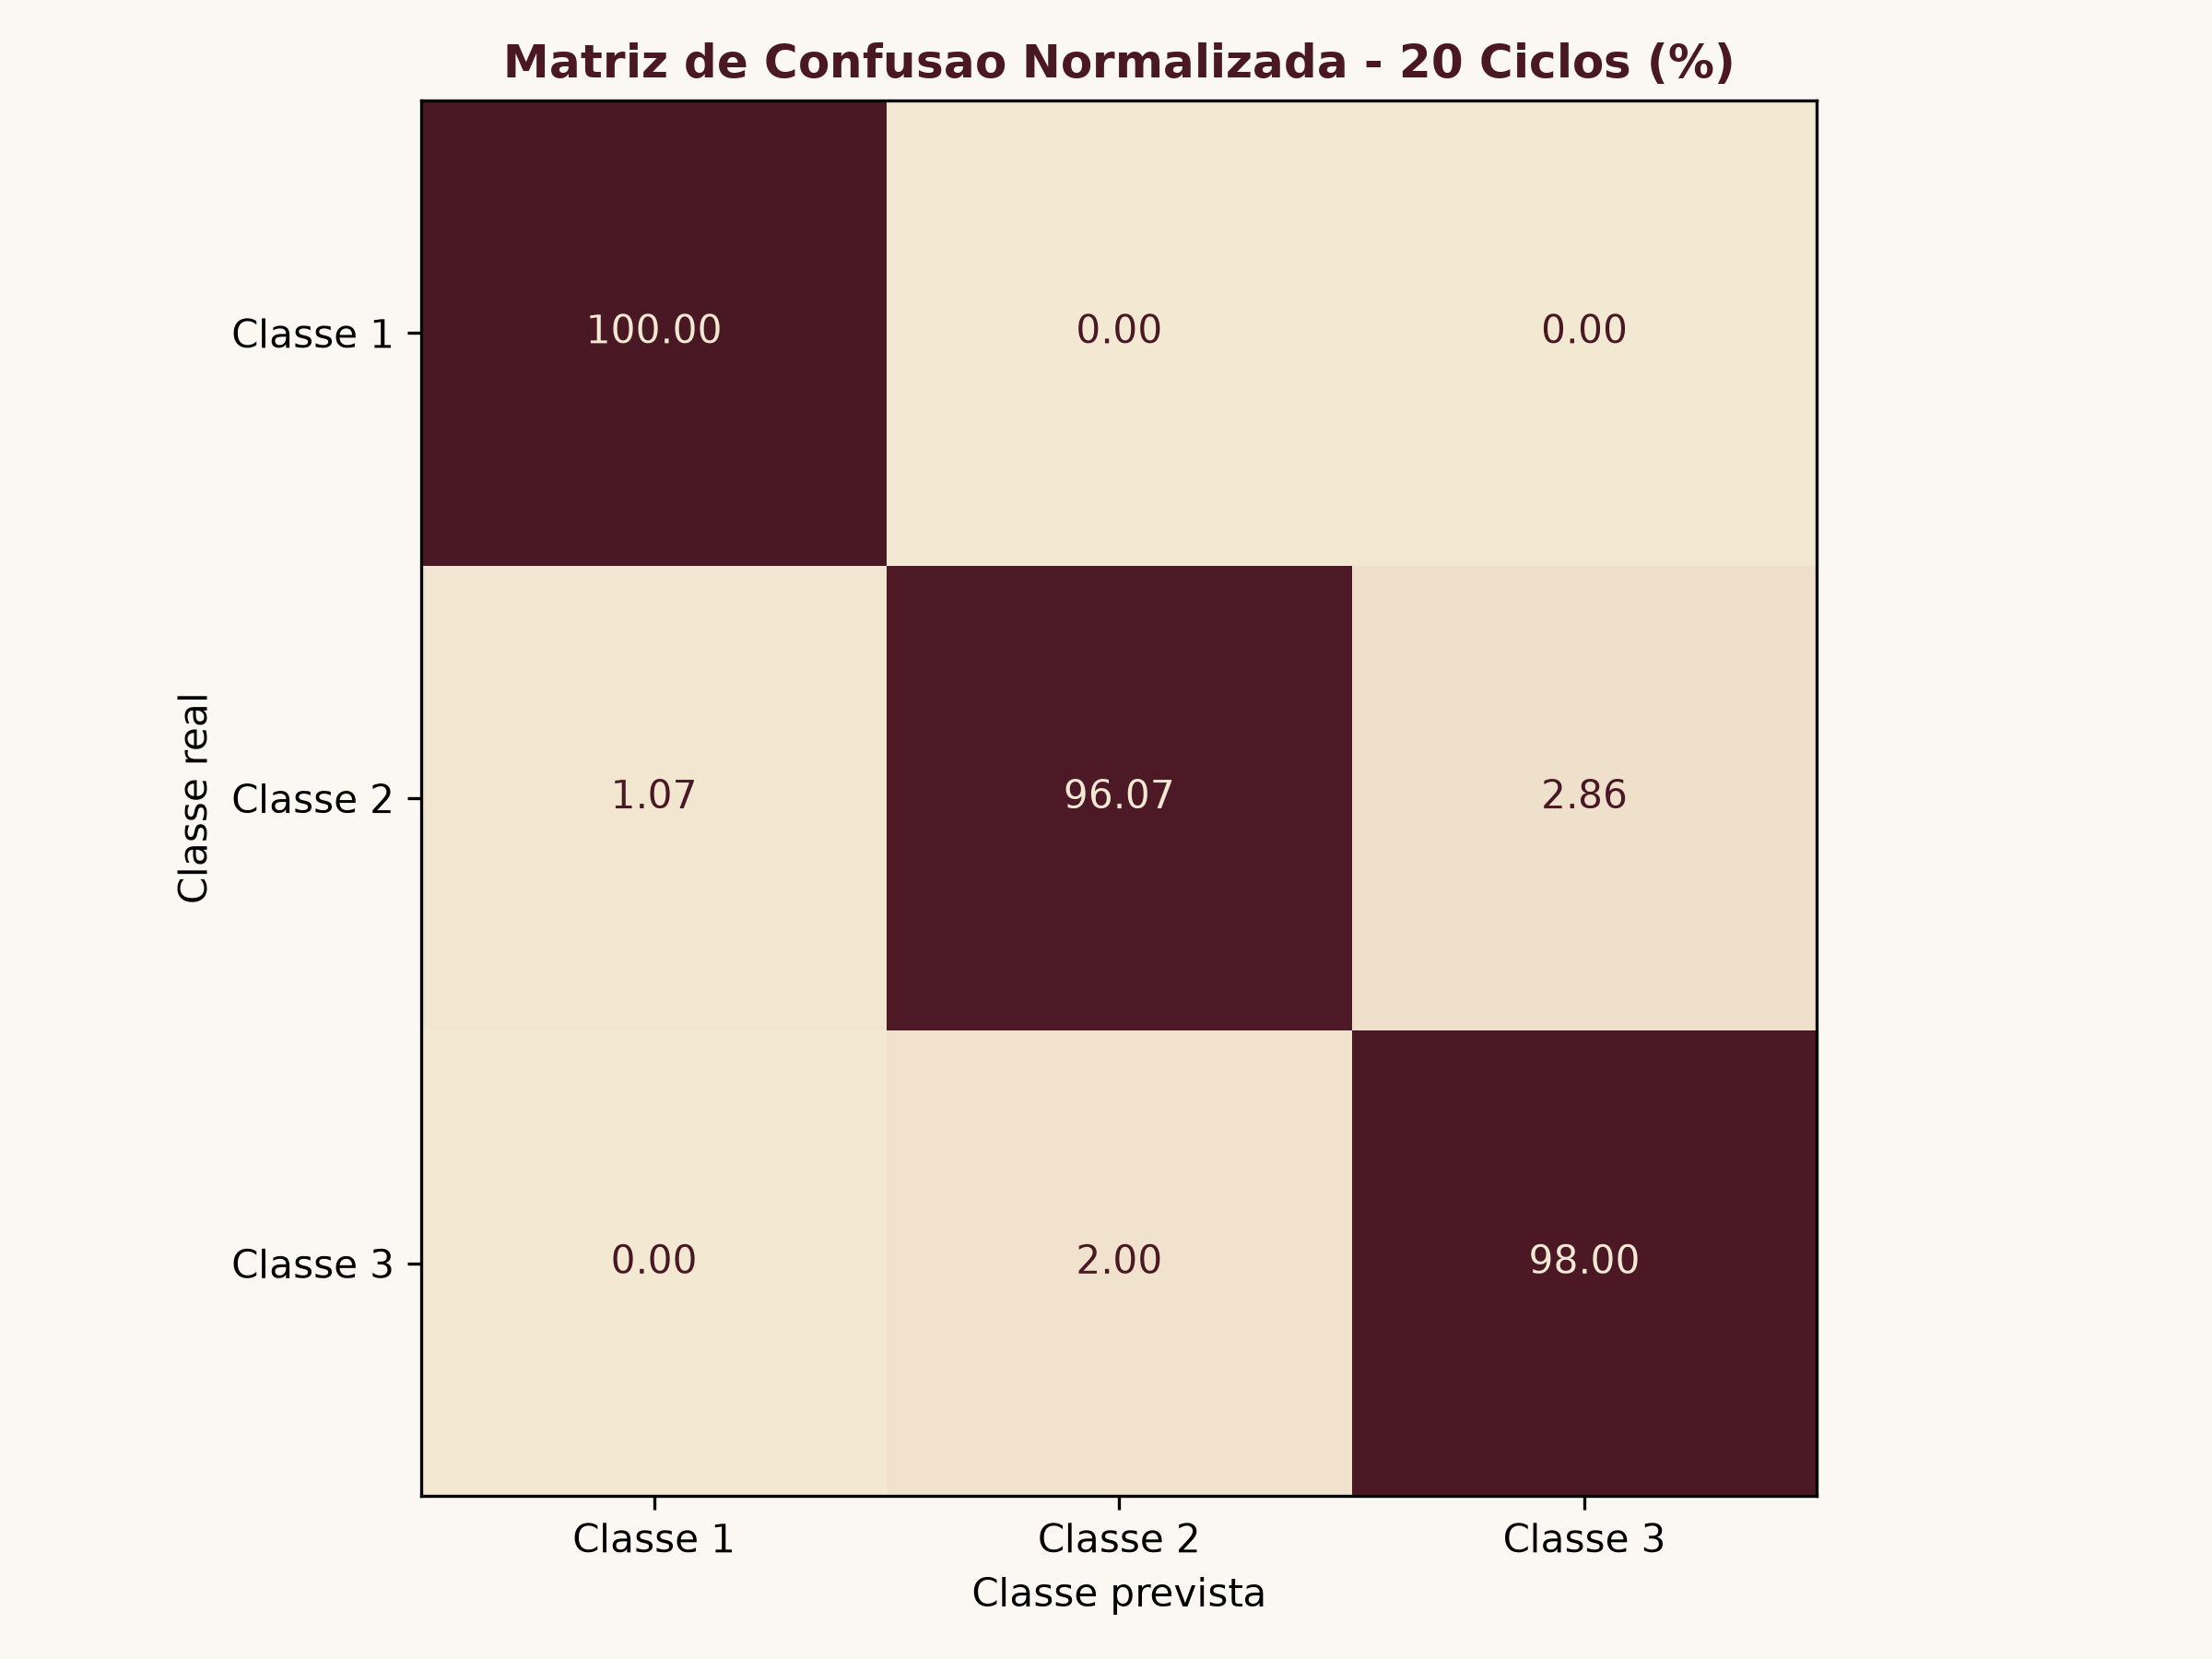 Matriz de Confusao Normalizada - 20 Ciclos (%)
Classe real
Classe 1
100.00 0.00 0.00
Classe 2
1.07 96.07 2.86
Classe 3
0.00 2.00 98.00
Classe 1 Classe 2 Classe 3
Classe prevista